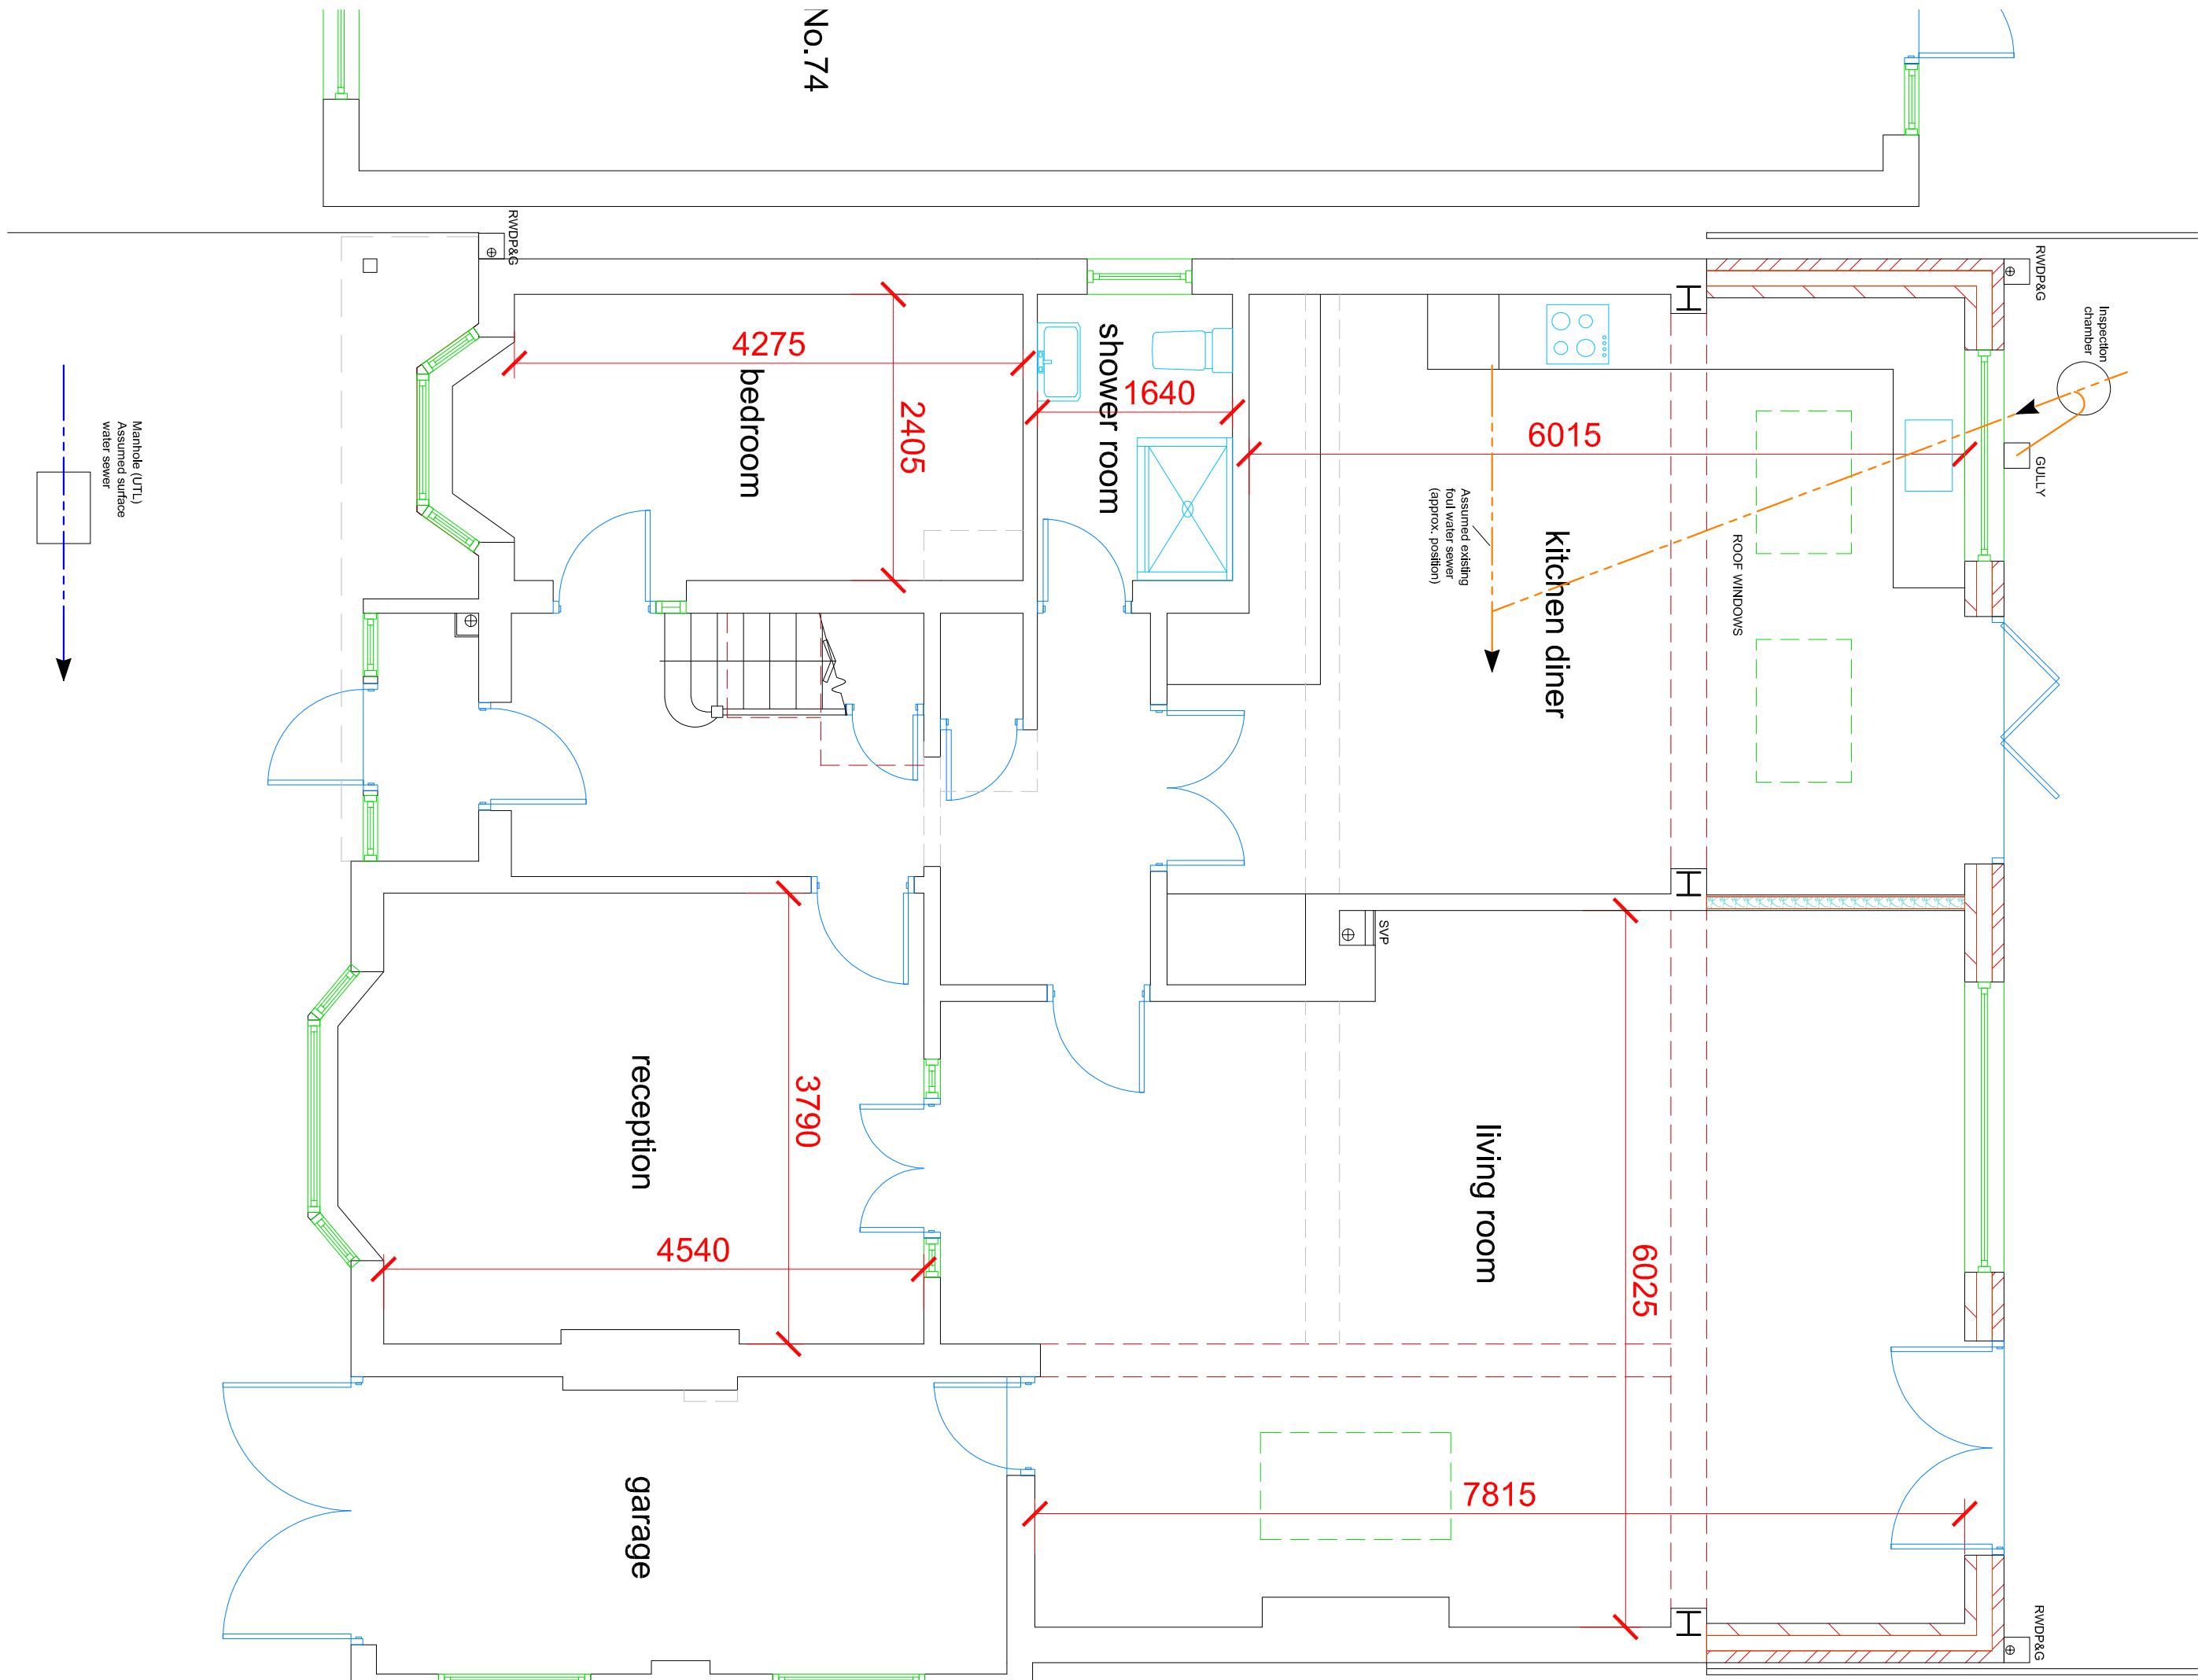 No.74
RWDP&G
RWDP&G
Inspection
chamber
GULLY
4275
bedroom
2405
shower room
1640
6015
Manhole (UTL)
Assumed surface
water sewer
Assumed existing
foul water sewer
(approx. position)
kitchen diner
ROOF WINDOWS
SVP
reception
3790
4540
living room
6025
7815
garage
RWDP&G